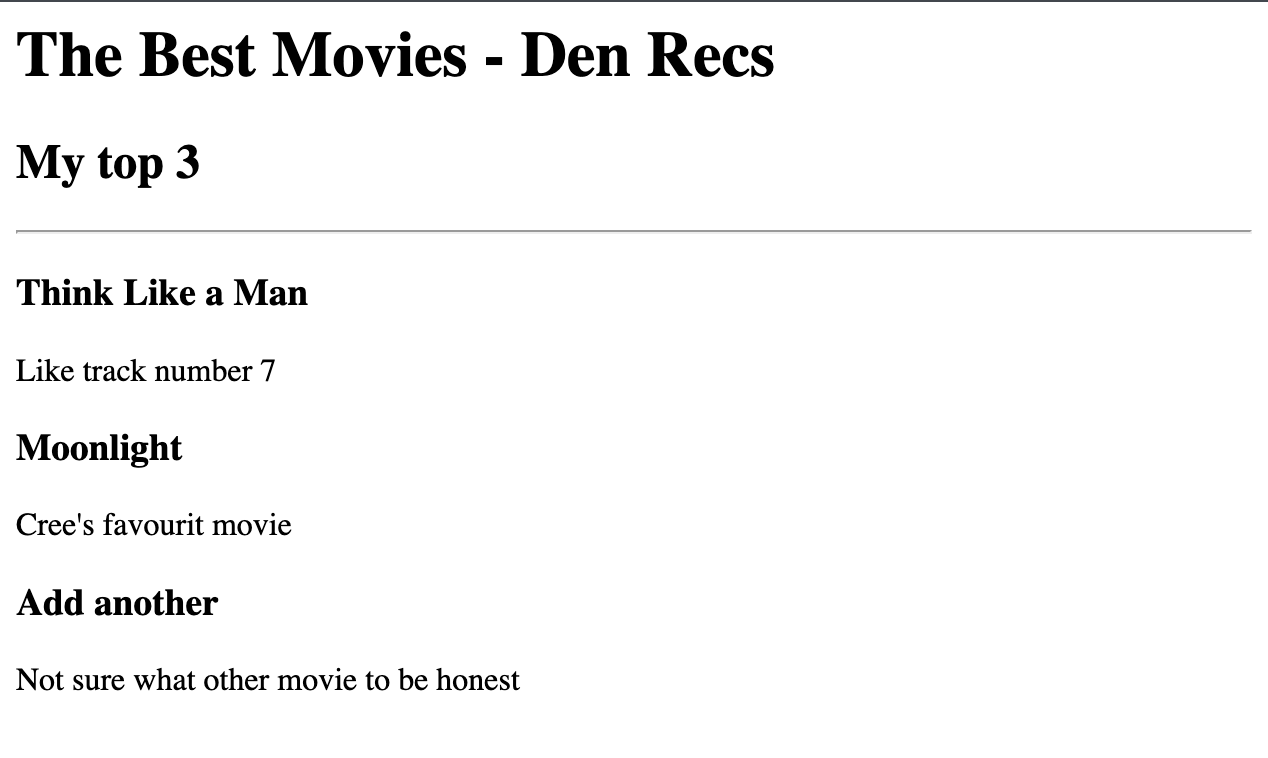 The Best Movies - Den Recs
My top 3
Think Like a Man
Like track number 7
Moonlight
Cree's favourit movie
Add another
Not sure what other movie to be honest